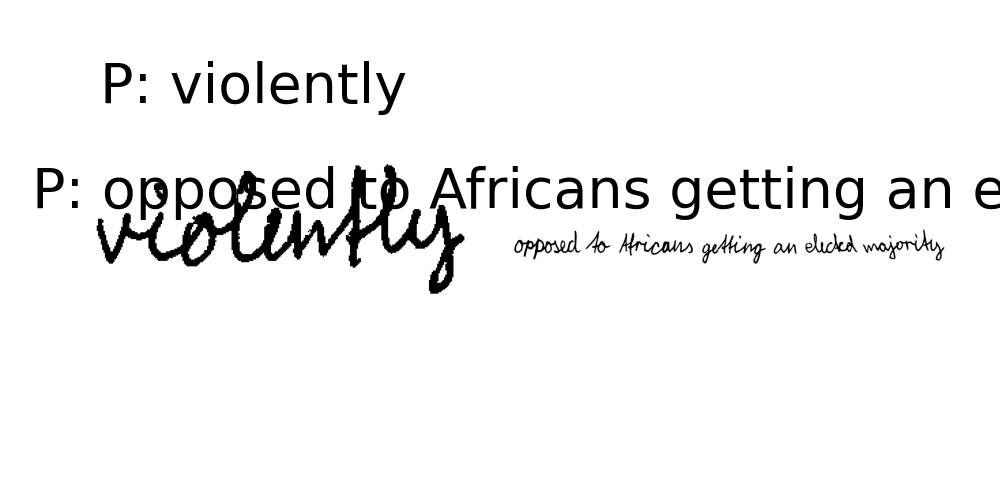 P: violently
P: opposed to Africans getting an e
violently
opposed to Africans getting an elected majority